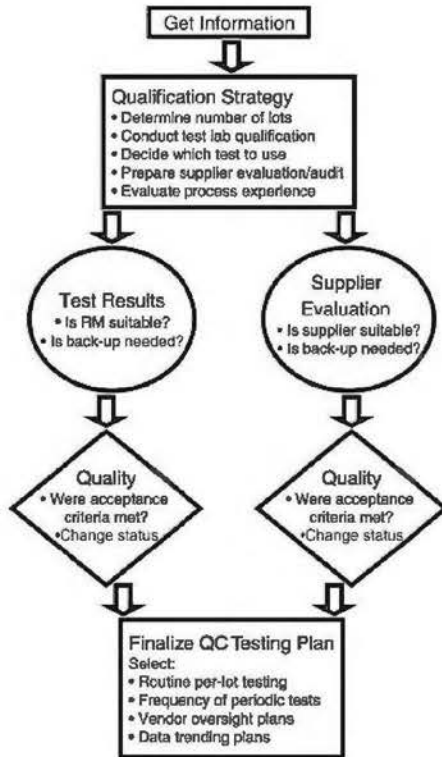 Get Information
Qualification Strategy
• Determine number of lots
• Conduct test lab qualification
• Decide which test to use
• Prepare supplier evaluation/audit
• Evaluate process experience
Test Results
• Is RM suitable?
• Is back-up needed?
Supplier
Evaluation
• Is supplier suitable?
• Is back-up needed?
Quality
• Were acceptance
criteria met?
•Change status
Quality
• Were acceptance
criteria met?
•Change status
Finalize QC Testing Plan
Select:
• Routine per-lot testing
• Frequency of periodic tests
• Vendor oversight plans
• Data trending plans